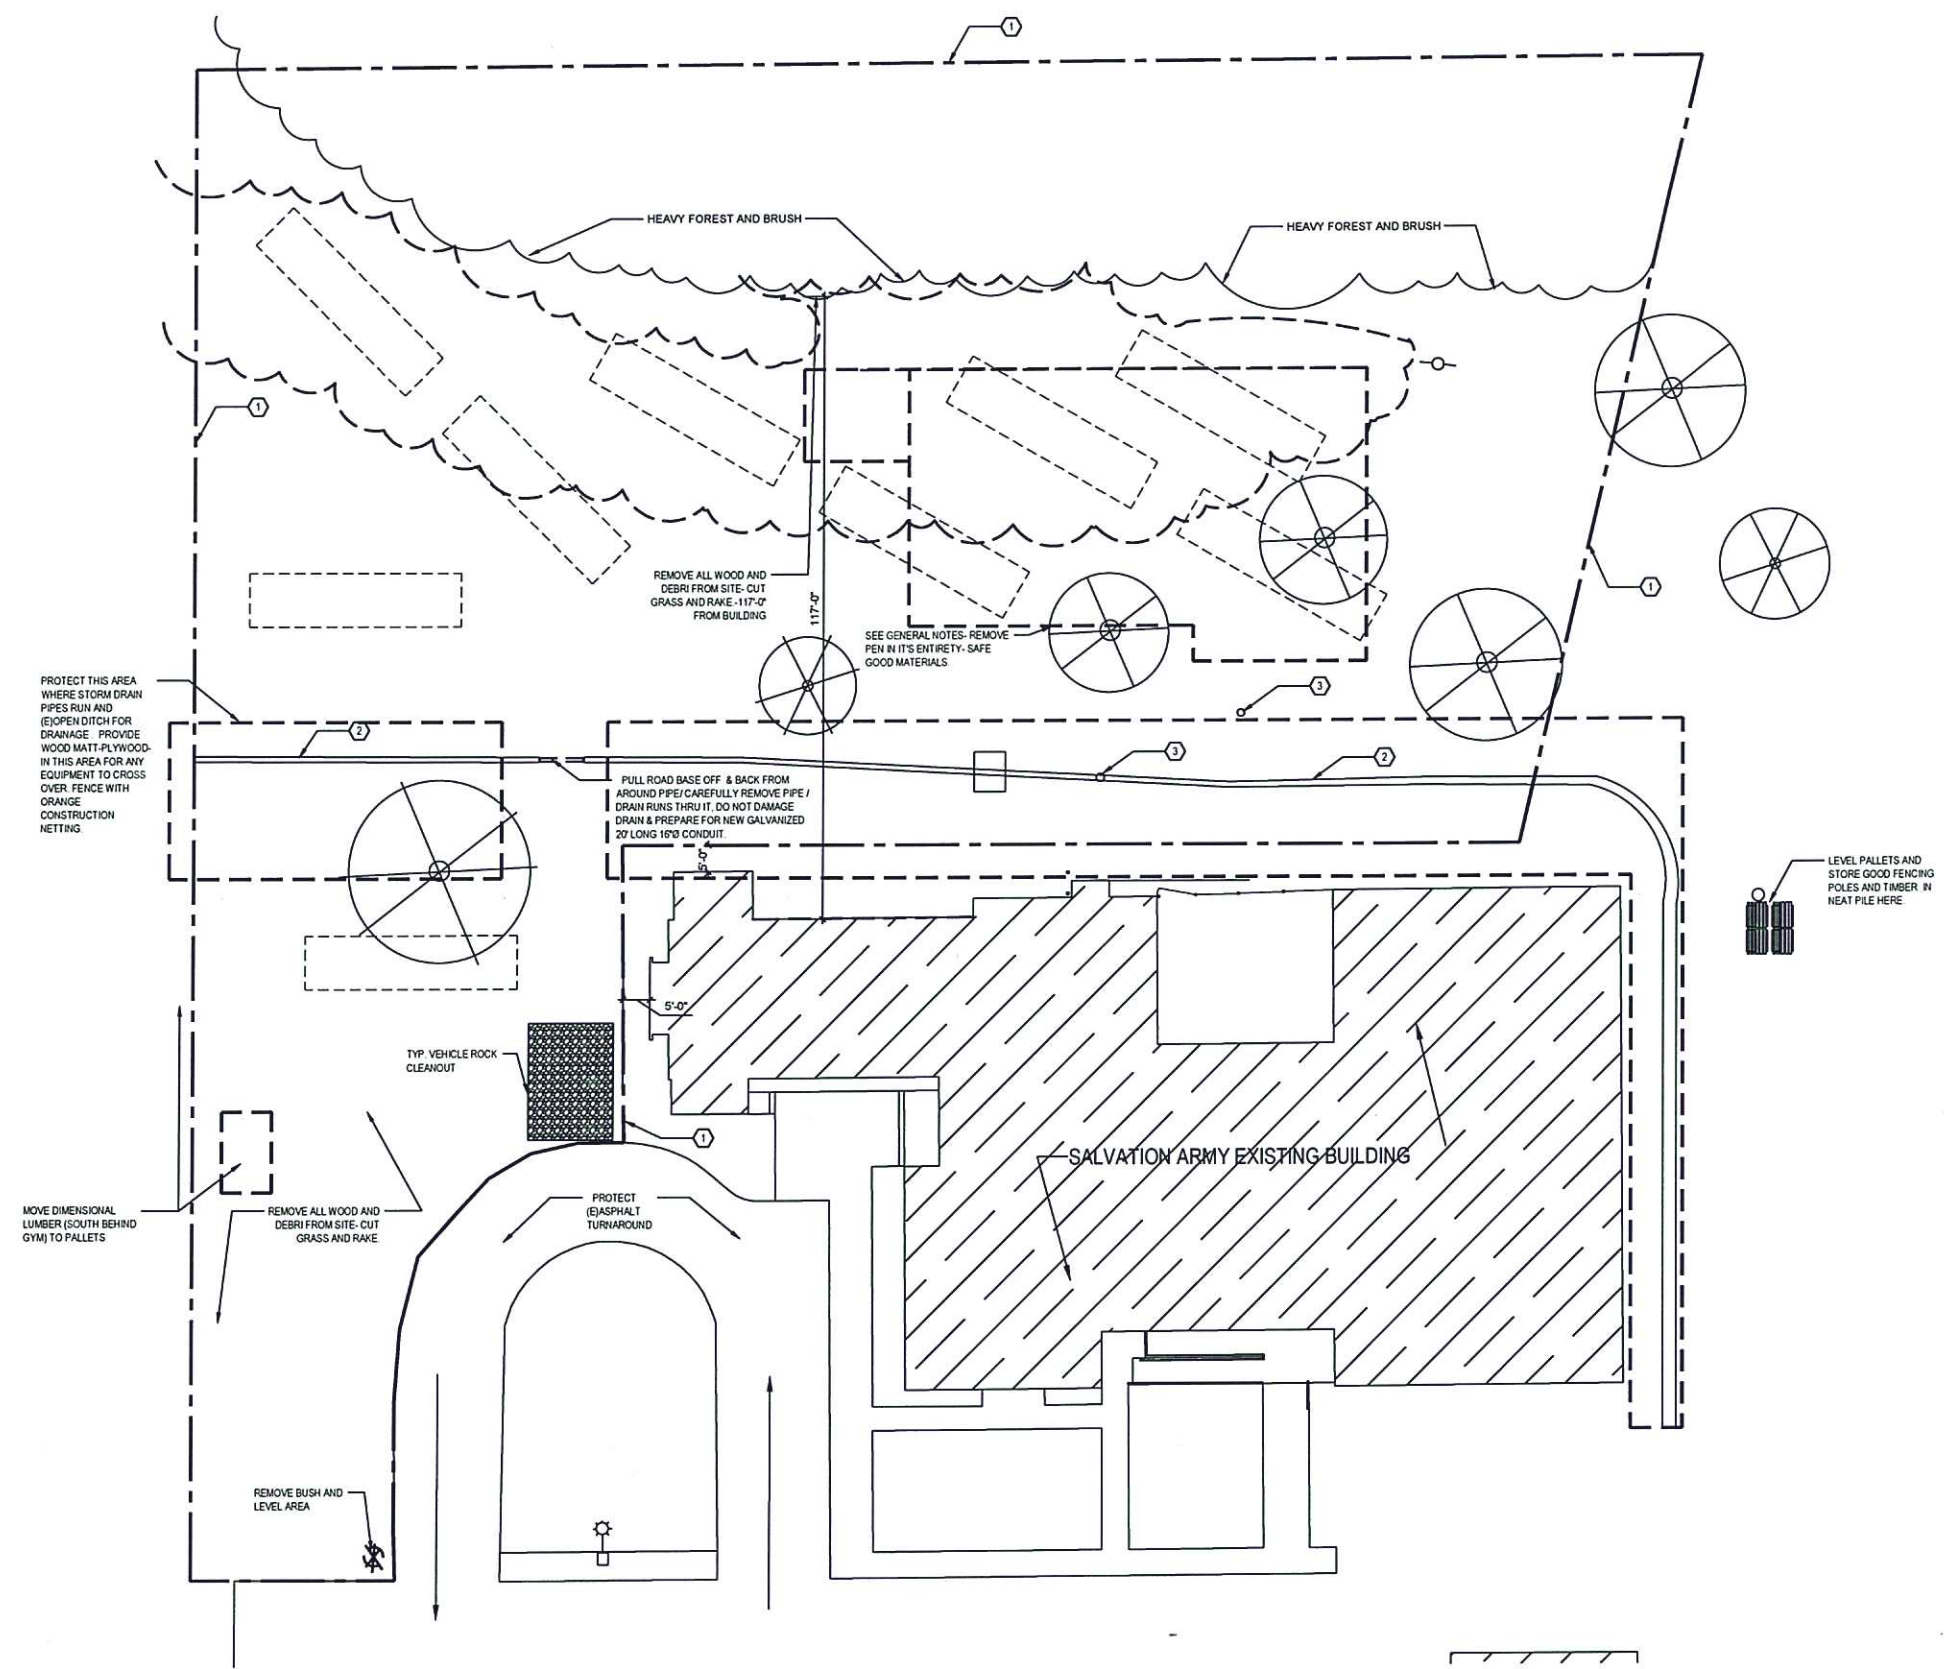 1
HEAVY FOREST AND BRUSH
HEAVY FOREST AND BRUSH
1
REMOVE ALL WOOD AND
DEBRI FROM SITE- CUT
GRASS AND RAKE -117'-0"
FROM BUILDING
117'-0"
1
SEE GENERAL NOTES- REMOVE
PEN IN IT'S ENTIRETY- SAFE
GOOD MATERIALS.
3
PROTECT THIS AREA
WHERE STORM DRAIN
PIPES RUN AND
(E)OPEN DITCH FOR
DRAINAGE. PROVIDE
WOOD MATT-PLYWOOD-
IN THIS AREA FOR ANY
EQUIPMENT TO CROSS
OVER. FENCE WITH
ORANGE
CONSTRUCTION
NETTING.
2
3
2
PULL ROAD BASE OFF & BACK FROM
AROUND PIPE/ CAREFULLY REMOVE PIPE /
DRAIN RUNS THRU IT, DO NOT DAMAGE
DRAIN & PREPARE FOR NEW GALVANIZED
20' LONG 16"Ø CONDUIT.
5'-0"
LEVEL PALLETS AND
STORE GOOD FENCING
POLES AND TIMBER IN
NEAT PILE HERE.
5'-0"
TYP. VEHICLE ROCK
CLEANOUT
1
SALVATION ARMY EXISTING BUILDING
MOVE DIMENSIONAL
LUMBER (SOUTH BEHIND
GYM) TO PALLETS
REMOVE ALL WOOD AND
DEBRI FROM SITE- CUT
GRASS AND RAKE.
PROTECT
(E)ASPHALT
TURNAROUND
REMOVE BUSH AND
LEVEL AREA